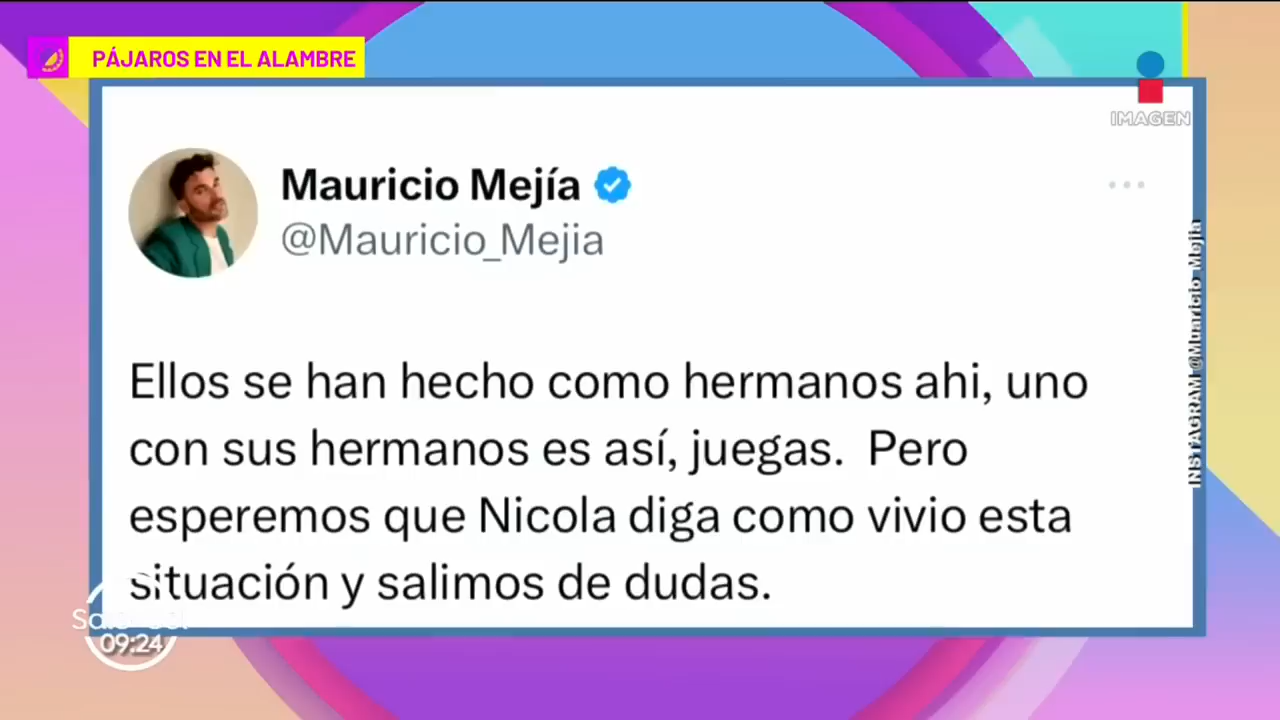 PÁJAROS EN EL ALAMBRE
IMAGEN
Mauricio Mejía
@Mauricio_Mejia
Ellos se han hecho como hermanos ahi, uno
con sus hermanos es así, juegas. Pero
esperemos que Nicola diga como vivio esta
situación y salimos de dudas.
INSTAGRAM @Muaricio_Mejia
09:24